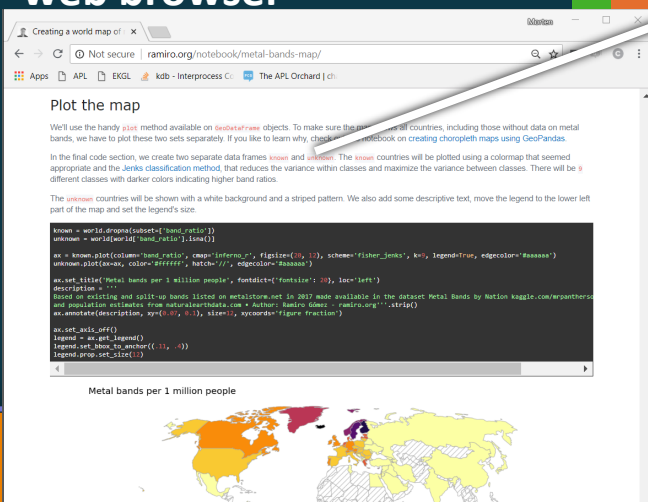 web browser
Morten
Creating a world map of
Not secure | ramiro.org/notebook/metal-bands-map/
Apps APL EKGL kdb - Interprocess Co The APL Orchard | ch
Plot the map
We'll use the handy plot method available on GeoDataFrame objects. To make sure the map shows all countries, including those without data on metal
bands, we have to plot these two sets separately. If you like to learn why, check notebook on creating choropleth maps using GeoPandas.
In the final code section, we create two separate data frames known and unknown. The known countries will be plotted using a colormap that seemed
appropriate and the Jenks classification method, that reduces the variance within classes and maximize the variance between classes. There will be 9
different classes with darker colors indicating higher band ratios.
The unknown countries will be shown with a white background and a striped pattern. We also add some descriptive text, move the legend to the lower left
part of the map and set the legend's size.
known = world.dropna(subset=['band_ratio'])
unknown = world[world['band_ratio'].isna()]
ax = known.plot(column='band_ratio', cmap='inferno_r', figsize=(20, 12), scheme='fisher_jenks', k=9, legend=True, edgecolor='#aaaaaa')
unknown.plot(ax=ax, color='#ffffff', hatch='//', edgecolor='#aaaaaa')
ax.set_title('Metal bands per 1 million people', fontdict={'fontsize': 20}, loc='left')
description = '''
Based on existing and split-up bands listed on metalstorm.net in 2017 made available in the dataset Metal Bands by Nation kaggle.com/mrpantherso
and population estimates from naturalearthdata.com • Author: Ramiro Gómez - ramiro.org'''.strip()
ax.annotate(description, xy=(0.07, 0.1), size=12, xycoords='figure fraction')
ax.set_axis_off()
legend = ax.get_legend()
legend.set_bbox_to_anchor((.11, .4))
legend.prop.set_size(12)
Metal bands per 1 million people